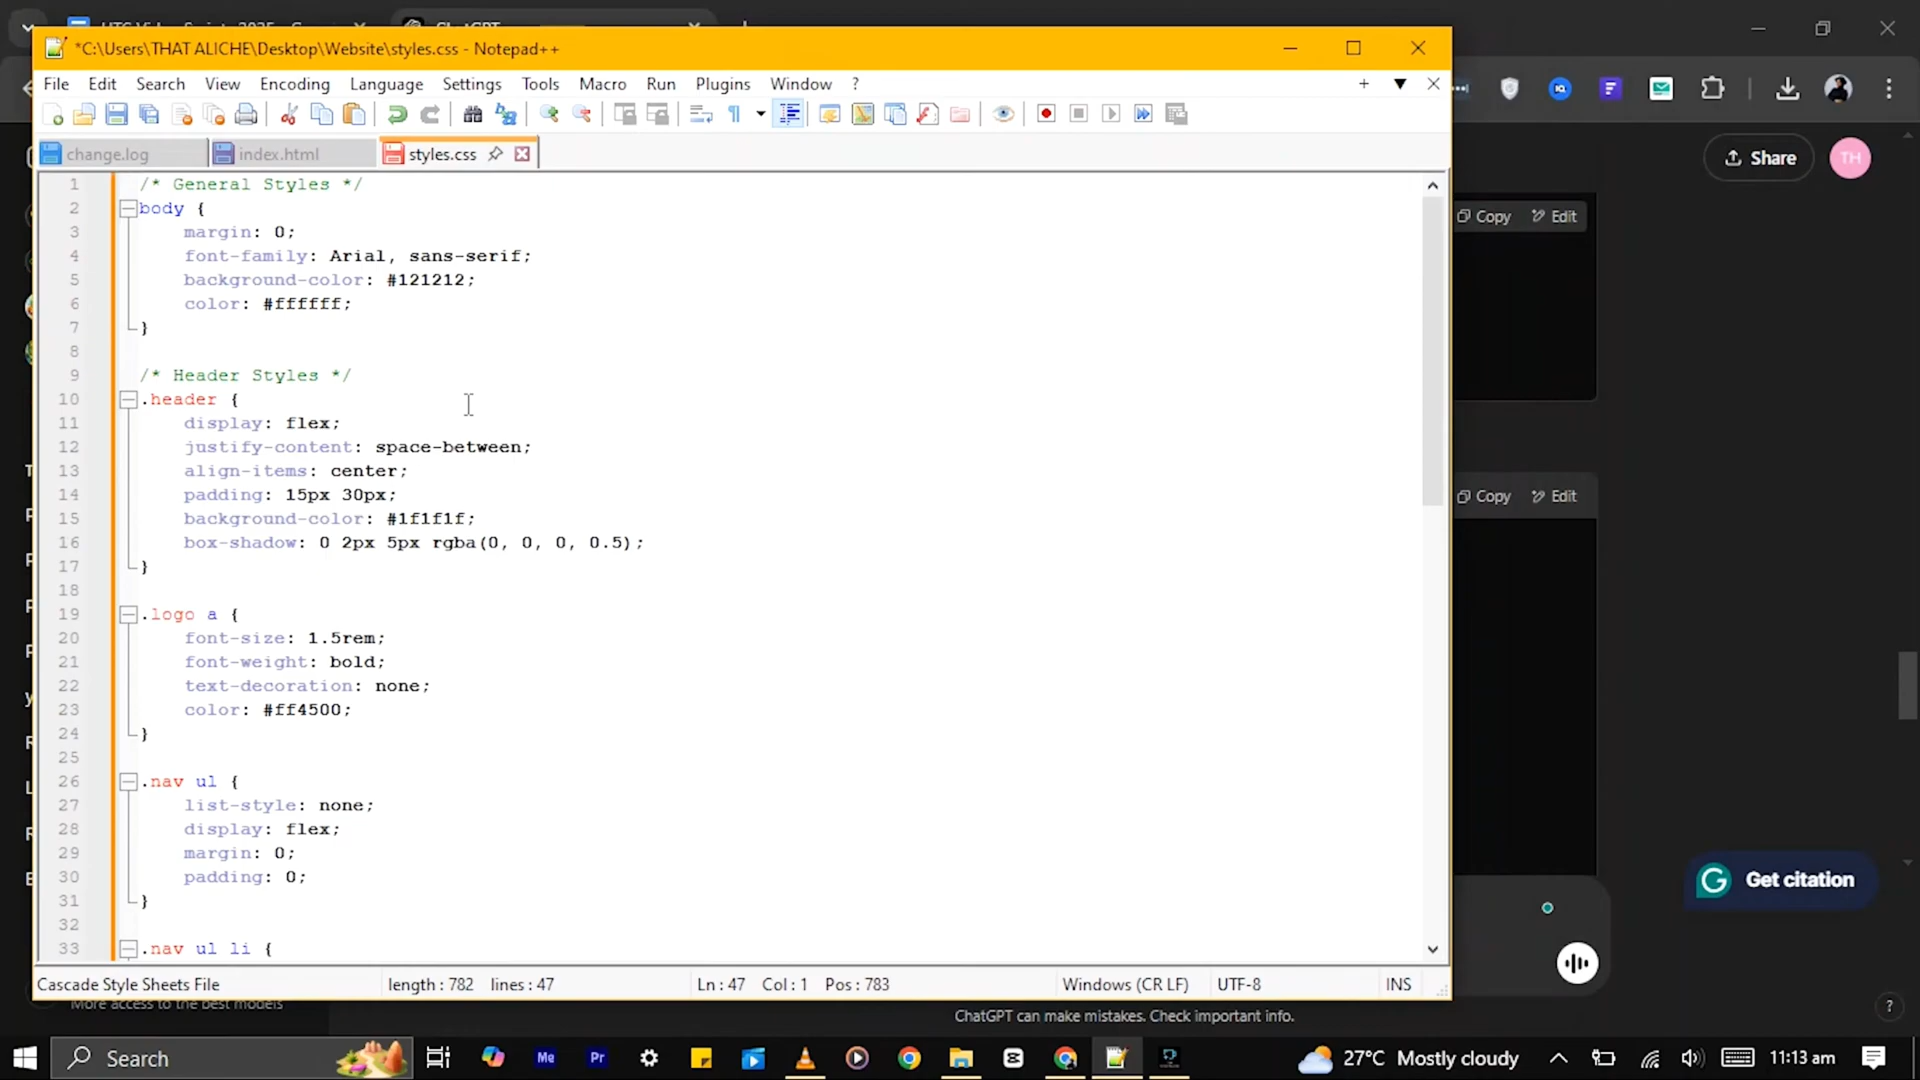 ChatGPT
*C:\Users\THAT ALICHE\Desktop\Website\styles.css - Notepad++
File Edit Search View Encoding Language Settings Tools Macro Run Plugins Window ?
change.log index.html styles.css
Share TH
1 /* General Styles */
2 body {
3 margin: 0;
4 font-family: Arial, sans-serif;
5 background-color: #121212;
6 color: #ffffff;
7 }
8
9 /* Header Styles */
10 .header {
11 display: flex;
12 justify-content: space-between;
13 align-items: center;
14 padding: 15px 30px;
15 background-color: #1f1f1f;
16 box-shadow: 0 2px 5px rgba(0, 0, 0, 0.5);
17 }
18
19 .logo a {
20 font-size: 1.5rem;
21 font-weight: bold;
22 text-decoration: none;
23 color: #ff4500;
24 }
25
26 .nav ul {
27 list-style: none;
28 display: flex;
29 margin: 0;
30 padding: 0;
31 }
32
33 .nav ul li {
Copy Edit
Copy Edit
Get citation
Cascade Style Sheets File length : 782 lines : 47 Ln : 47 Col : 1 Pos : 783 Windows (CR LF) UTF-8 INS
More access to the best models
ChatGPT can make mistakes. Check important info.
?
Search Me Pr 27°C Mostly cloudy 11:13 am